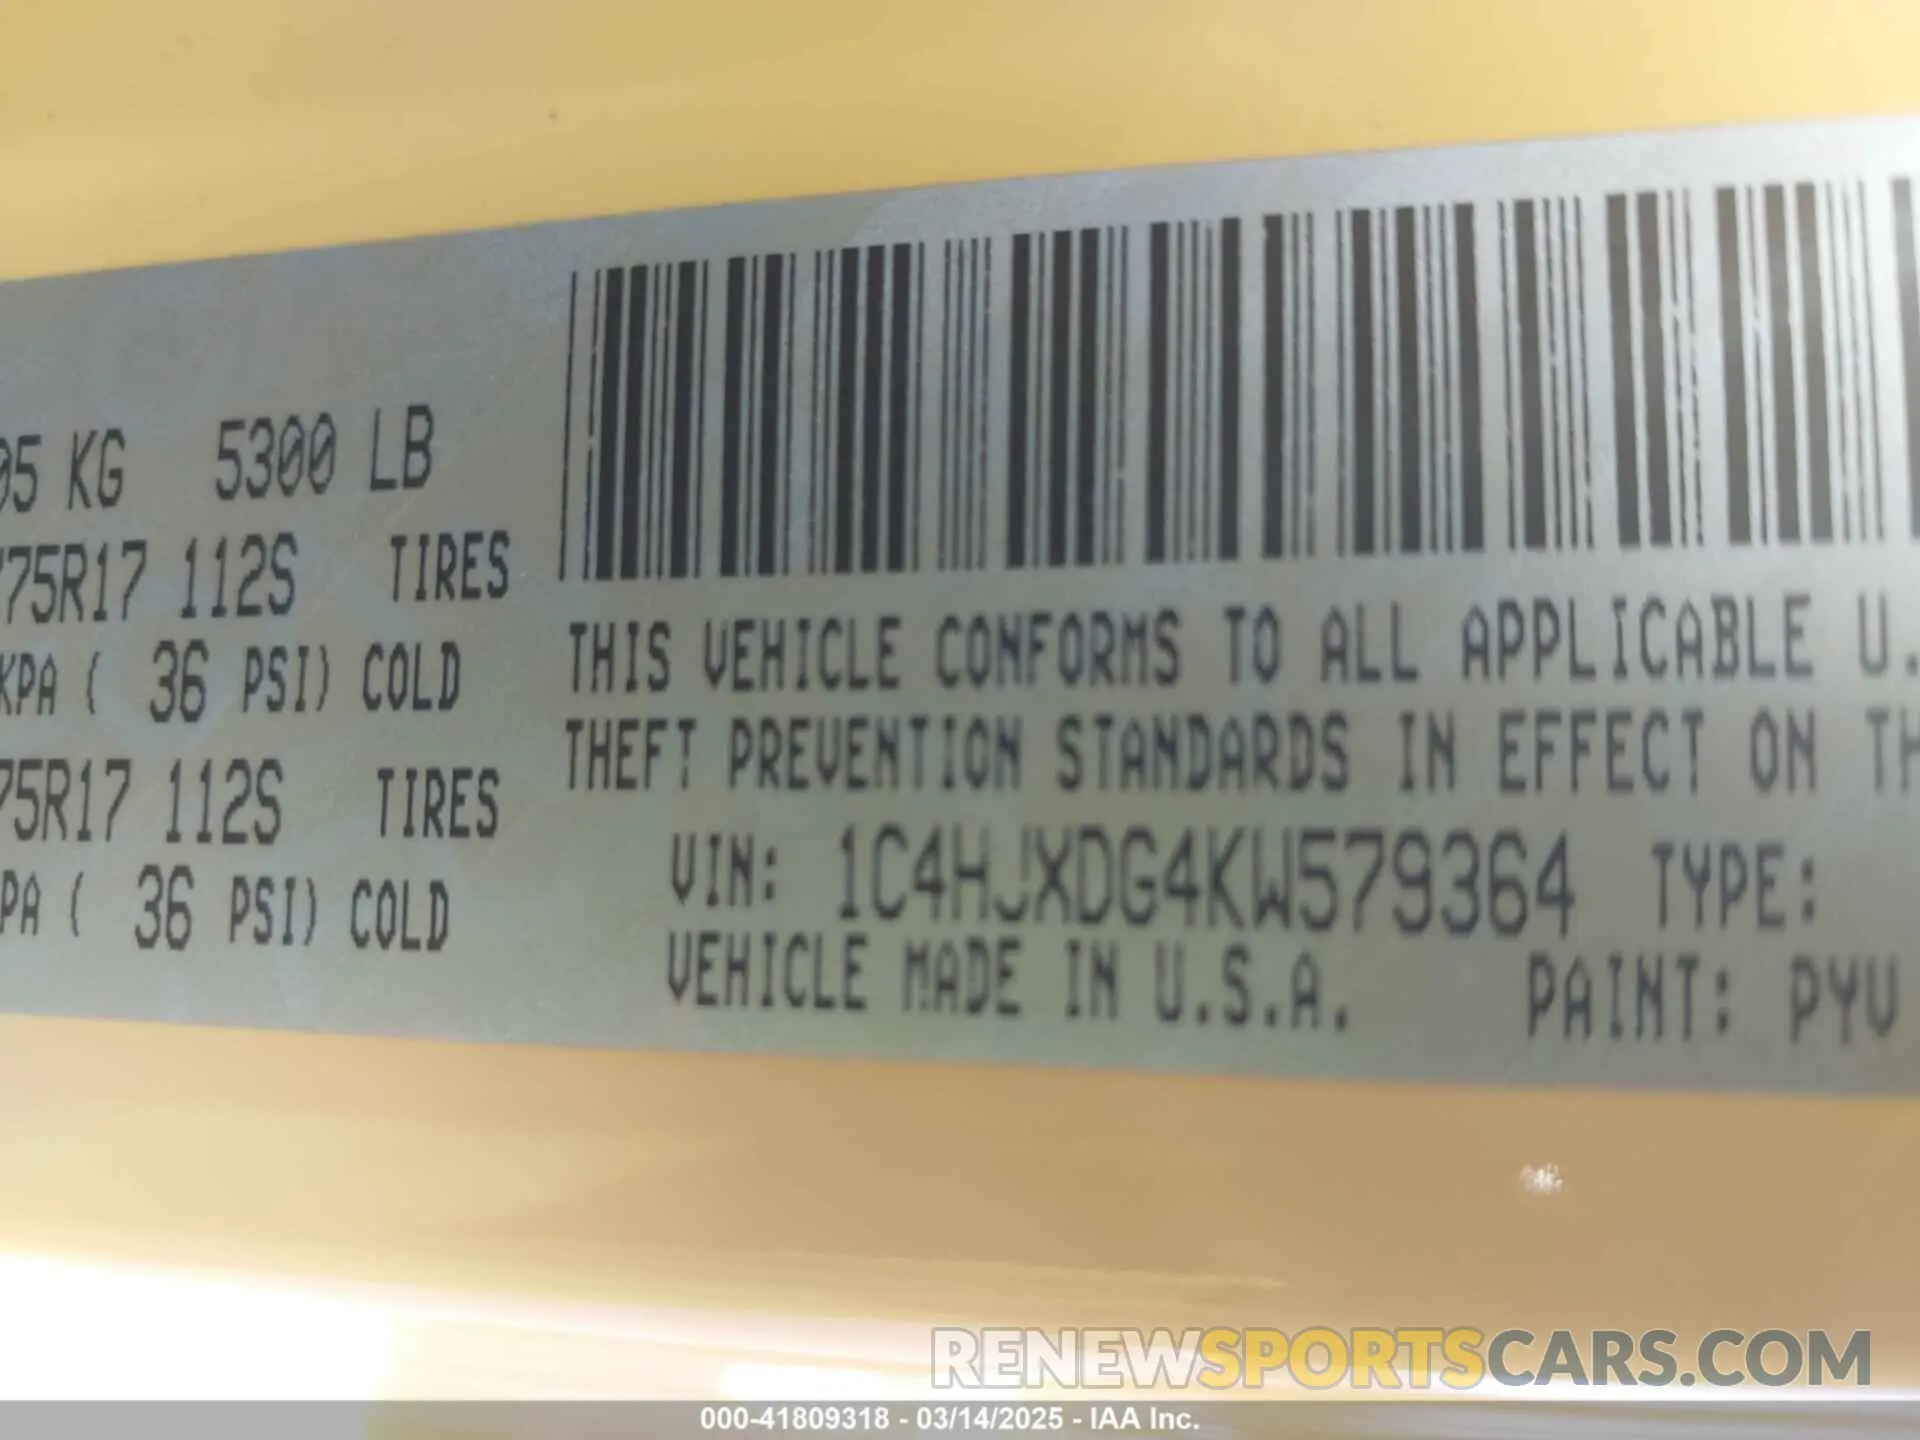 05 KG 5300 LB
75R17 112S TIRES
KPA ( 36 PSI) COLD
75R17 112S TIRES
PA ( 36 PSI) COLD
THIS VEHICLE CONFORMS TO ALL APPLICABLE U.
THEFT PREVENTION STANDARDS IN EFFECT ON TH
VIN: 1C4HJXDG4KW579364 TYPE:
VEHICLE MADE IN U.S.A. PAINT: PYV
RENEWSPORTSCARS.COM
000-41809318 - 03/14/2025 - IAA Inc.